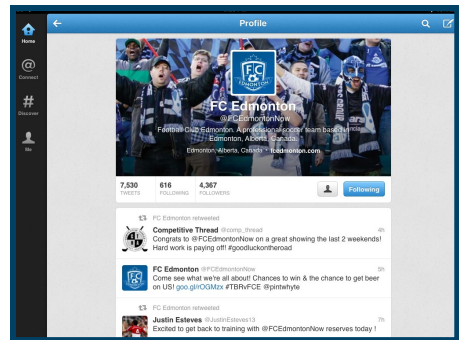 Profile
Home
@
Connect
#
Discover
Me
FC
EDMONTON
FC Edmonton
@FCEdmontonNow
Football Club Edmonton. A professional soccer team based in
Edmonton, Alberta, Canada.
Edmonton, Alberta, Canada • fcedmonton.com
7,530
TWEETS
616
FOLLOWING
4,367
FOLLOWERS
Following
FC Edmonton retweeted
Competitive Thread @comp_thread 4h
Congrats to @FCEdmontonNow on a great showing the last 2 weekends!
Hard work is paying off! #goodluckontheroad
FC Edmonton @FCEdmontonNow 5h
Come see what we're all about! Chances to win & the chance to get beer
on US! goo.gl/rOGMzx #TBRvFCE @pintwhyte
FC Edmonton retweeted
Justin Esteves @JustinEsteves13 7h
Excited to get back to training with @FCEdmontonNow reserves today !